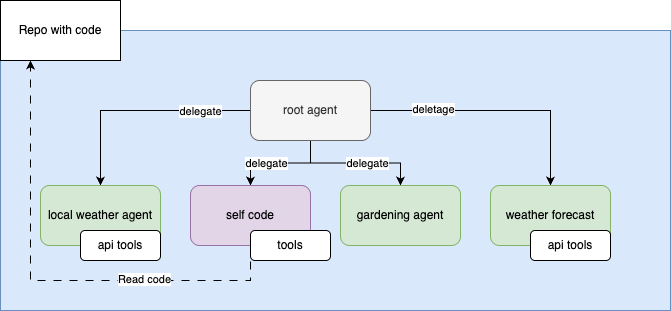 Repo with code
root agent
delegate
deletage
delegate
delegate
local weather agent
self code
gardening agent
weather forecast
api tools
tools
api tools
Read code